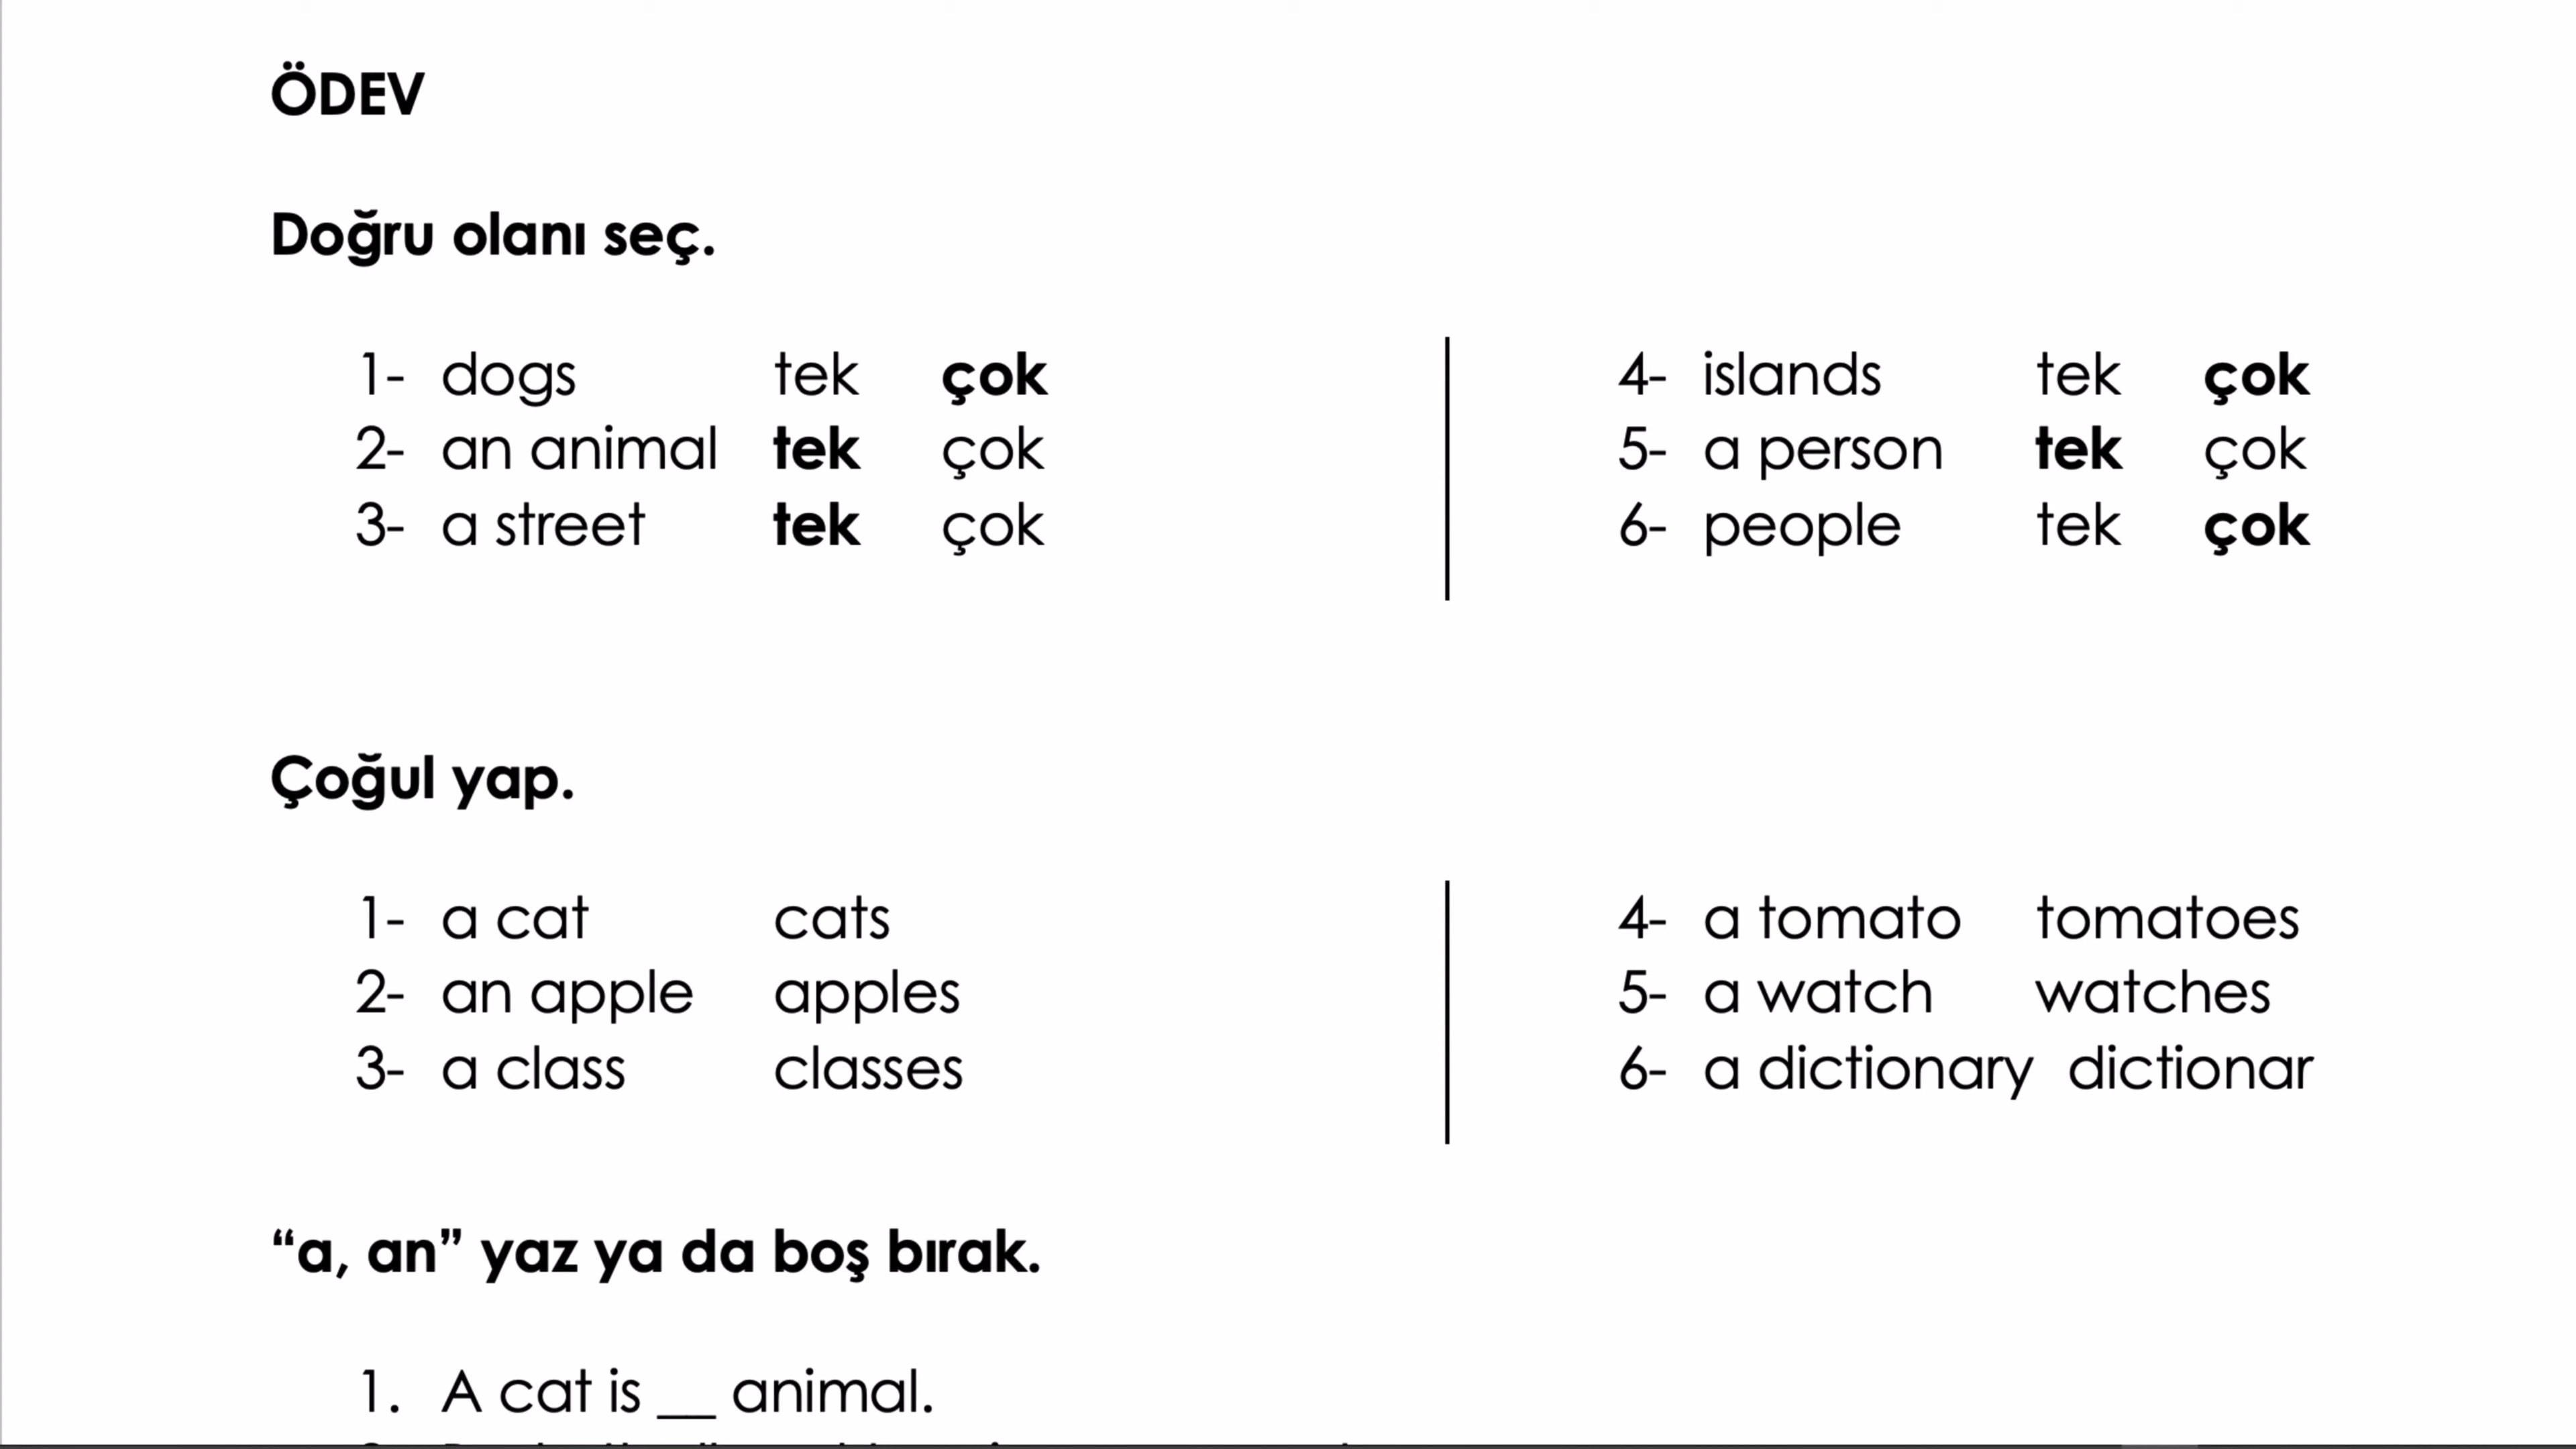 ÖDEV
Doğru olanı seç.
1- dogs tek çok
2- an animal tek çok
3- a street tek çok
4- islands tek çok
5- a person tek çok
6- people tek çok
Çoğul yap.
1- a cat cats
2- an apple apples
3- a class classes
4- a tomato tomatoes
5- a watch watches
6- a dictionary dictionar
“a, an” yaz ya da boş bırak.
1. A cat is __ animal.